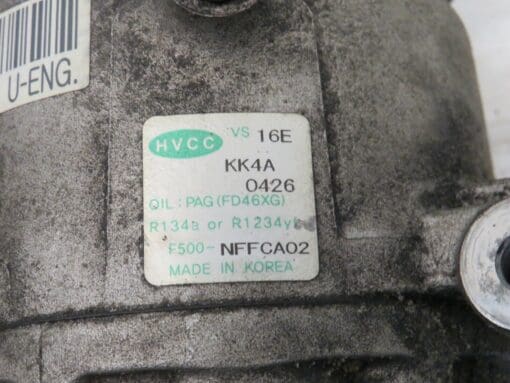 U-ENG.
HVCC VS 16E
KK4A
0426
OIL: PAG (FD46XG)
R134a or R1234yf
F500- NFFCA02
MADE IN KOREA